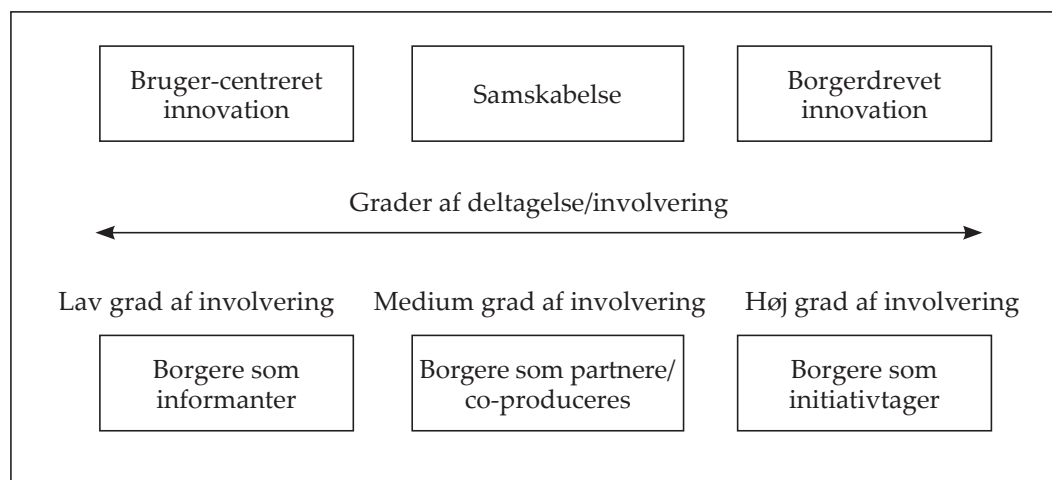 Bruger-centreret
innovation
Samskabelse
Borgerdrevet
innovation
Grader af deltagelse/involvering
Lav grad af involvering
Medium grad af involvering
Høj grad af involvering
Borgere som
informanter
Borgere som partnere/
co-produceres
Borgere som
initiativtager